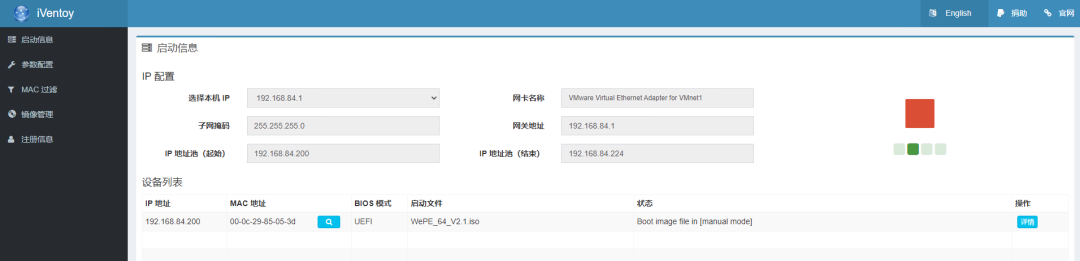 iVentoy English 捐助 官网
启动信息
参数配置
MAC 过滤
镜像管理
注册信息
启动信息
IP 配置
选择本机 IP 192.168.84.1 网卡名称 VMware Virtual Ethernet Adapter for VMnet1
子网掩码 255.255.255.0 网关地址 192.168.84.1
IP 地址池（起始） 192.168.84.200 IP 地址池（结束） 192.168.84.224
设备列表
IP 地址 MAC 地址 BIOS 模式 启动文件 状态 操作
192.168.84.200 00-0c-29-85-05-3d UEFI WePE_64_V2.1.iso Boot image file in [manual mode] 详情